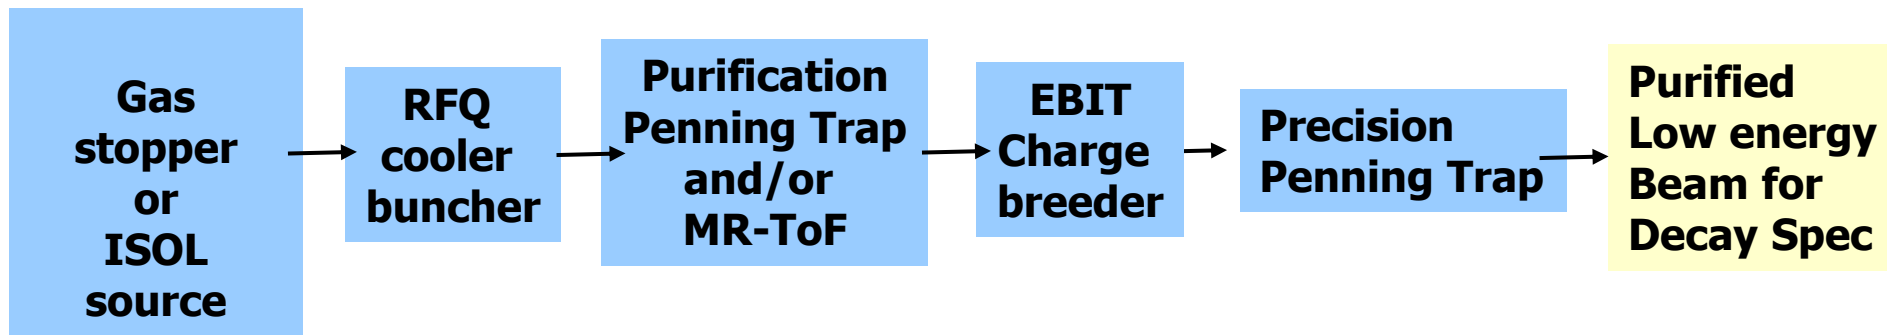 Gas
stopper
or
ISOL
source
RFQ
cooler
buncher
Purification
Penning Trap
and/or
MR-ToF
EBIT
Charge
breeder
Precision
Penning Trap
Purified
Low energy
Beam for
Decay Spec